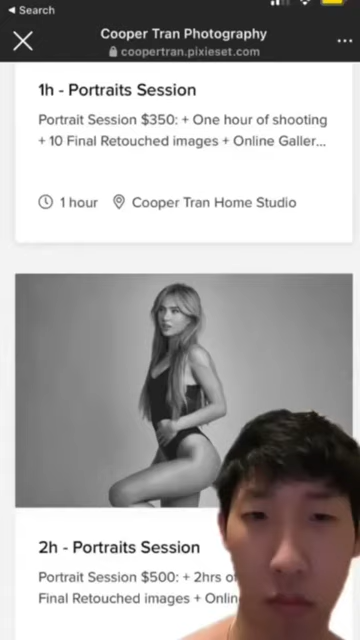 Search
Cooper Tran Photography
coopertran.pixieset.com
1h - Portraits Session
Portrait Session $350: + One hour of shooting
+ 10 Final Retouched images + Online Galler...
1 hour Cooper Tran Home Studio
2h - Portraits Session
Portrait Session $500: + 2hrs
Final Retouched images + Onlin